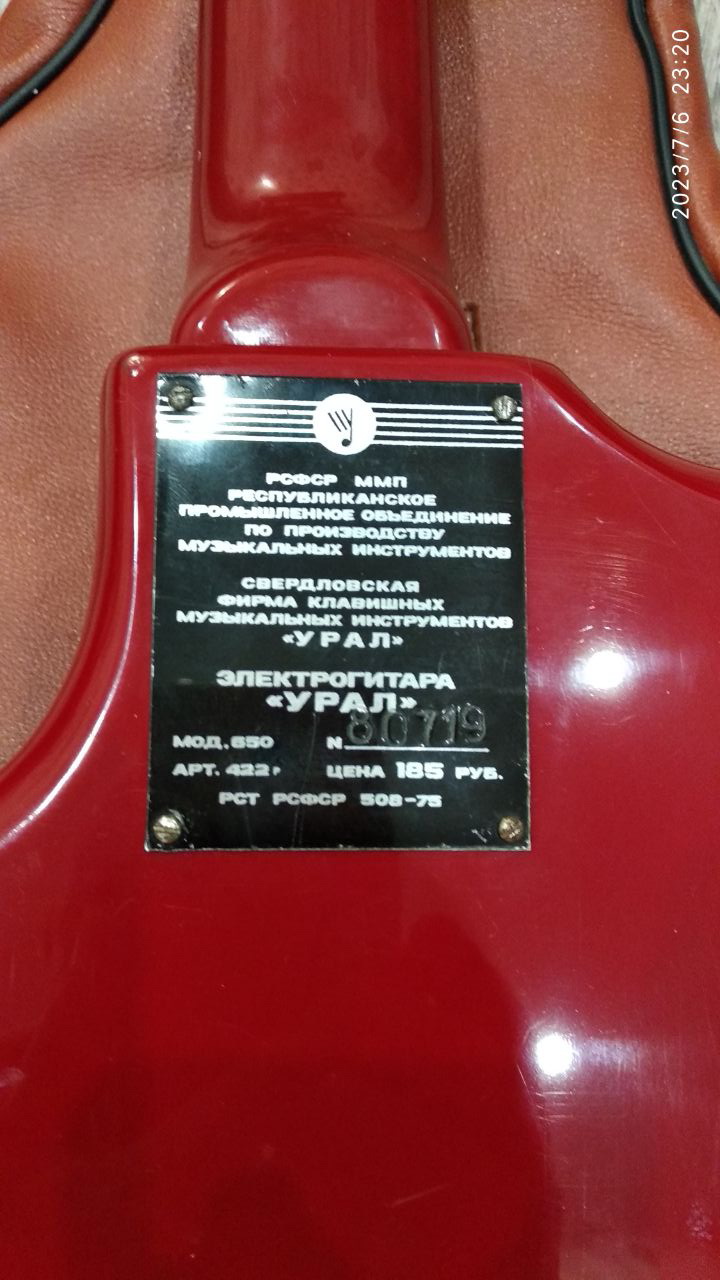 2023/7/6 23:20
РСФСР ММП
РЕСПУБЛИКАНСКОЕ
ПРОМЫШЛЕННОЕ ОБЪЕДИНЕНИЕ
ПО ПРОИЗВОДСТВУ
МУЗЫКАЛЬНЫХ ИНСТРУМЕНТОВ
СВЕРДЛОВСКАЯ
ФИРМА КЛАВИШНЫХ
МУЗЫКАЛЬНЫХ ИНСТРУМЕНТОВ
«УРАЛ»
ЭЛЕКТРОГИТАРА
«УРАЛ»
МОД. 650 N 80719
АРТ. 422г ЦЕНА 185 РУБ.
РСТ РСФСР 508-75